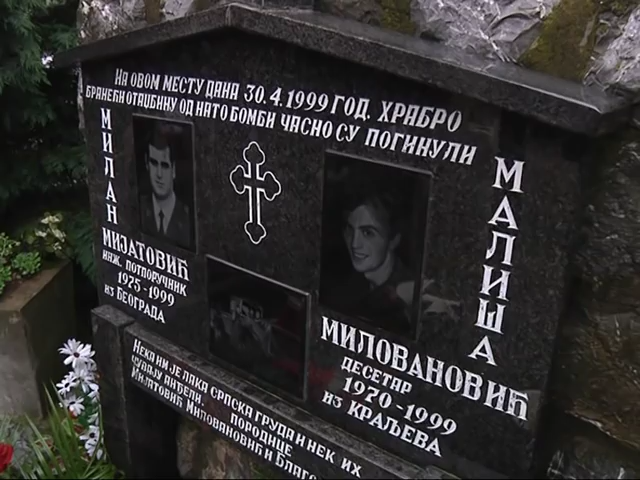 НА ОВОМ МЕСТУ ДАНА 30.4.1999 ГОД. ХРАБРО
БРАНЕЋИ ОТАЏБИНУ ОД НАТО БОМБИ ЧАСНО СУ ПОГИНУЛИ
МИЛАН
МИЈАТОВИЋ
ИНЖ. ПОТПОРУЧНИК
1975-1999
ИЗ БЕОГРАДА
МАЛИША
МИЛОВАНОВИЋ
ДЕСЕТАР
1970-1999
ИЗ КРАЉЕВА
НЕКА ИМ ЈЕ ЛАКА СРПСКА ГРУДА И НЕК ИХ
ЧУВАЈУ АНЂЕЛИ.
ПОРОДИЦЕ
МИЈАТОВИЋ, МИЛОВАНОВИЋ И